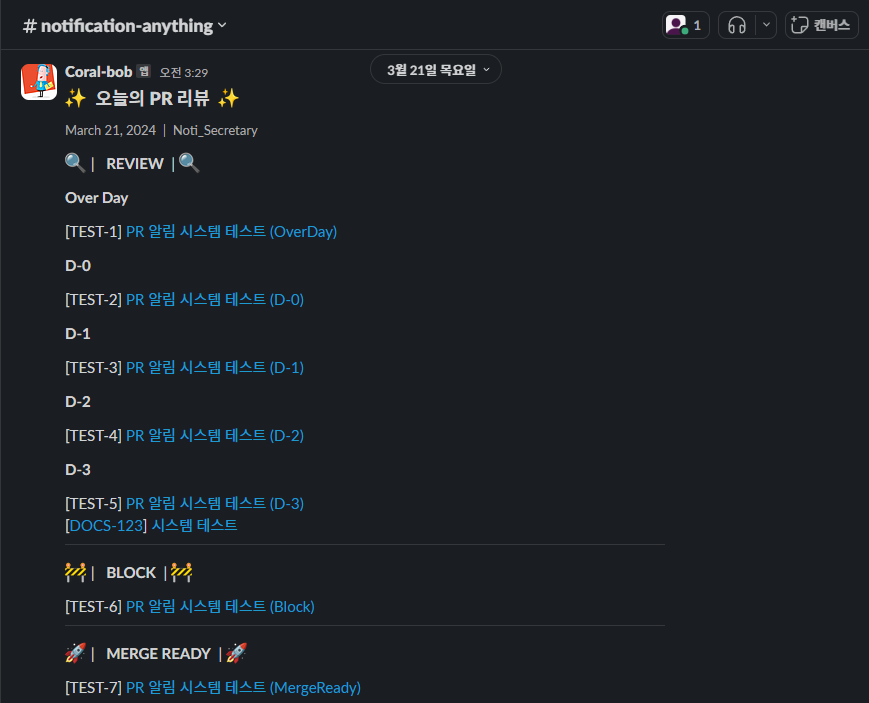 # notification-anything
1
캔버스
3월 21일 목요일
Coral-bob 앱 오전 3:29
✨ 오늘의 PR 리뷰 ✨
March 21, 2024 | Noti_Secretary
🔍 | REVIEW | 🔍
Over Day
[TEST-1] PR 알림 시스템 테스트 (OverDay)
D-0
[TEST-2] PR 알림 시스템 테스트 (D-0)
D-1
[TEST-3] PR 알림 시스템 테스트 (D-1)
D-2
[TEST-4] PR 알림 시스템 테스트 (D-2)
D-3
[TEST-5] PR 알림 시스템 테스트 (D-3)
[DOCS-123] 시스템 테스트
🚧 | BLOCK | 🚧
[TEST-6] PR 알림 시스템 테스트 (Block)
🚀 | MERGE READY | 🚀
[TEST-7] PR 알림 시스템 테스트 (MergeReady)